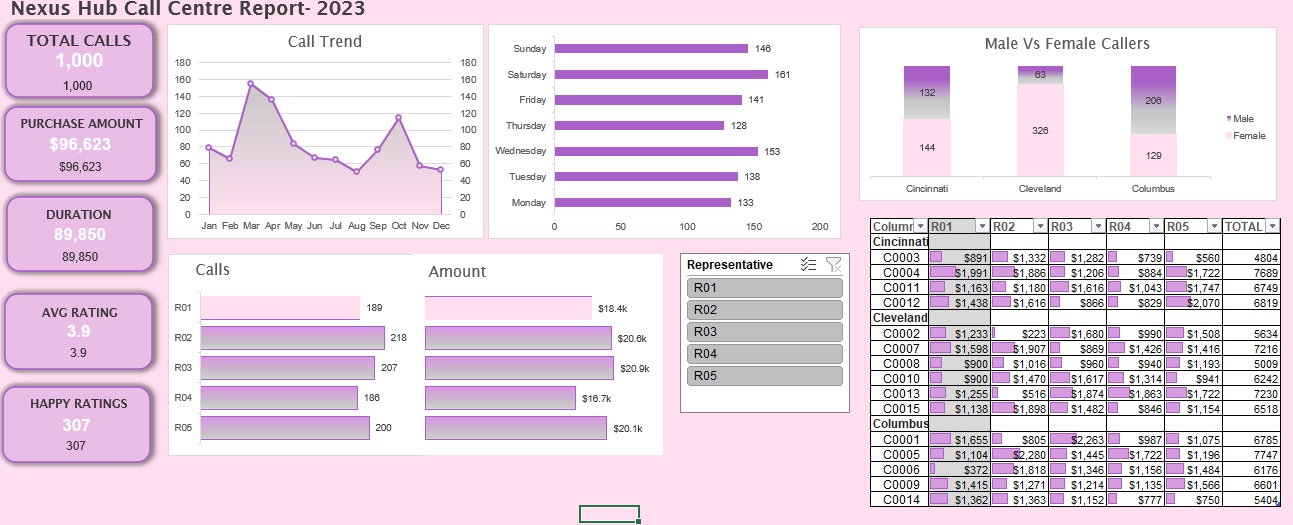 Nexus Hub Call Centre Report- 2023
TOTAL CALLS
1,000
1,000
PURCHASE AMOUNT
$96,623
$96,623
DURATION
89,850
89,850
AVG RATING
3.9
3.9
HAPPY RATINGS
307
307
Call Trend
180 180
160 160
140 140
120 120
100 100
80 80
60 60
40 40
20 20
0 0
Jan Feb Mar Apr May Jun Jul Aug Sep Oct Nov Dec
Sunday 146
Saturday 161
Friday 141
Thursday 128
Wednesday 153
Tuesday 138
Monday 133
0 50 100 150 200
Male Vs Female Callers
132 63 206
144 326 129
Cincinnati Cleveland Columbus
Male
Female
Calls
R01 189
R02 218
R03 207
R04 186
R05 200
Amount
$18.4k
$20.6k
$20.9k
$16.7k
$20.1k
Representative
R01
R02
R03
R04
R05
Column R01 R02 R03 R04 R05 TOTAL
Cincinnati
C0003 $891 $1,332 $1,282 $739 $560 4804
C0004 $1,991 $1,886 $1,206 $884 $1,722 7689
C0011 $1,163 $1,180 $1,616 $1,043 $1,747 6749
C0012 $1,438 $1,616 $866 $829 $2,070 6819
Cleveland
C0002 $1,233 $223 $1,680 $990 $1,508 5634
C0007 $1,598 $1,907 $869 $1,426 $1,416 7216
C0008 $900 $1,016 $960 $940 $1,193 5009
C0010 $900 $1,470 $1,617 $1,314 $941 6242
C0013 $1,255 $516 $1,874 $1,863 $1,722 7230
C0015 $1,138 $1,898 $1,482 $846 $1,154 6518
Columbus
C0001 $1,655 $805 $2,263 $987 $1,075 6785
C0005 $1,104 $2,280 $1,445 $1,722 $1,196 7747
C0006 $372 $1,818 $1,346 $1,156 $1,484 6176
C0009 $1,415 $1,271 $1,214 $1,135 $1,566 6601
C0014 $1,362 $1,363 $1,152 $777 $750 5404